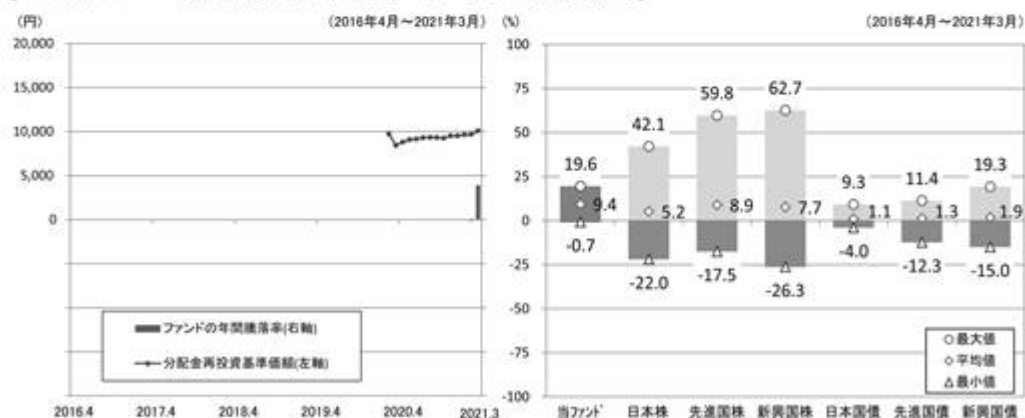 (円) (2016年4月～2021年3月)
20,000
15,000
10,000
5,000
0
ファンドの年間騰落率(右軸)
分配金再投資基準価額(左軸)
2016.4 2017.4 2018.4 2019.4 2020.4 2021.3
(%) (2016年4月～2021年3月)
100
75
50
25
0
-25
-50
-75
-100
19.6 42.1 59.8 62.7 9.3 11.4 19.3
9.4 5.2 8.9 7.7 1.1 1.3 1.9
-0.7 -22.0 -17.5 -26.3 -4.0 -12.3 -15.0
最大値
平均値
最小値
当ファンド 日本株 先進国株 新興国株 日本国債 先進国債 新興国債